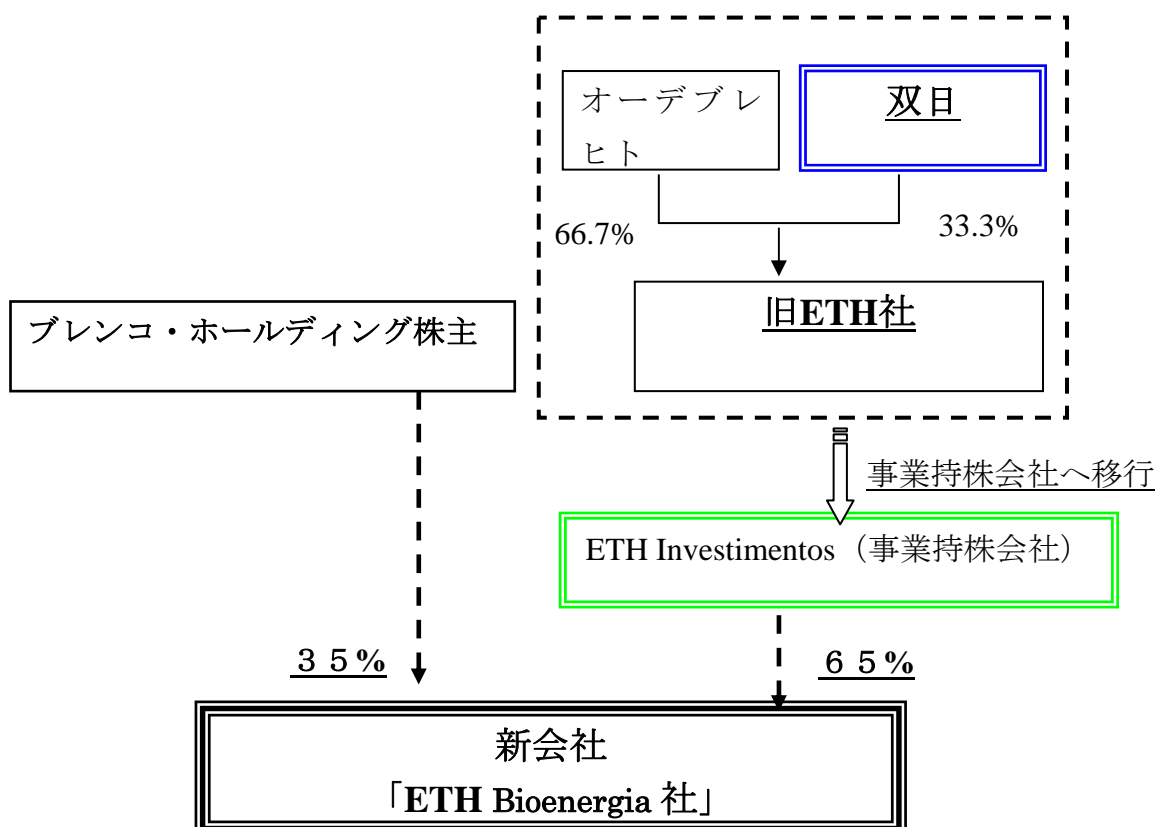 オーデブレ
ヒト
双日
66.7%
33.3%
旧ETH社
ブレンコ・ホールディング株主
事業持株会社へ移行
ETH Investimentos（事業持株会社）
３５%
６５%
新会社
「ETH Bioenergia 社」